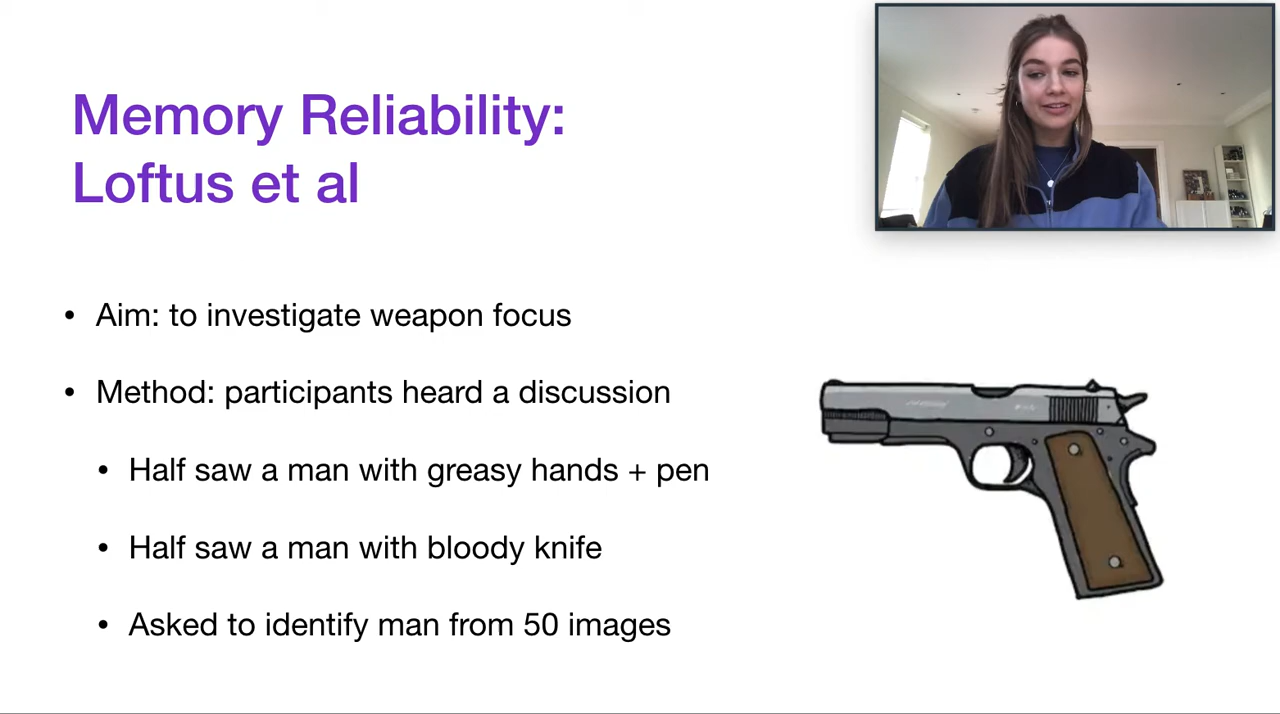 Memory Reliability:
Loftus et al
• Aim: to investigate weapon focus
• Method: participants heard a discussion
• Half saw a man with greasy hands + pen
• Half saw a man with bloody knife
• Asked to identify man from 50 images